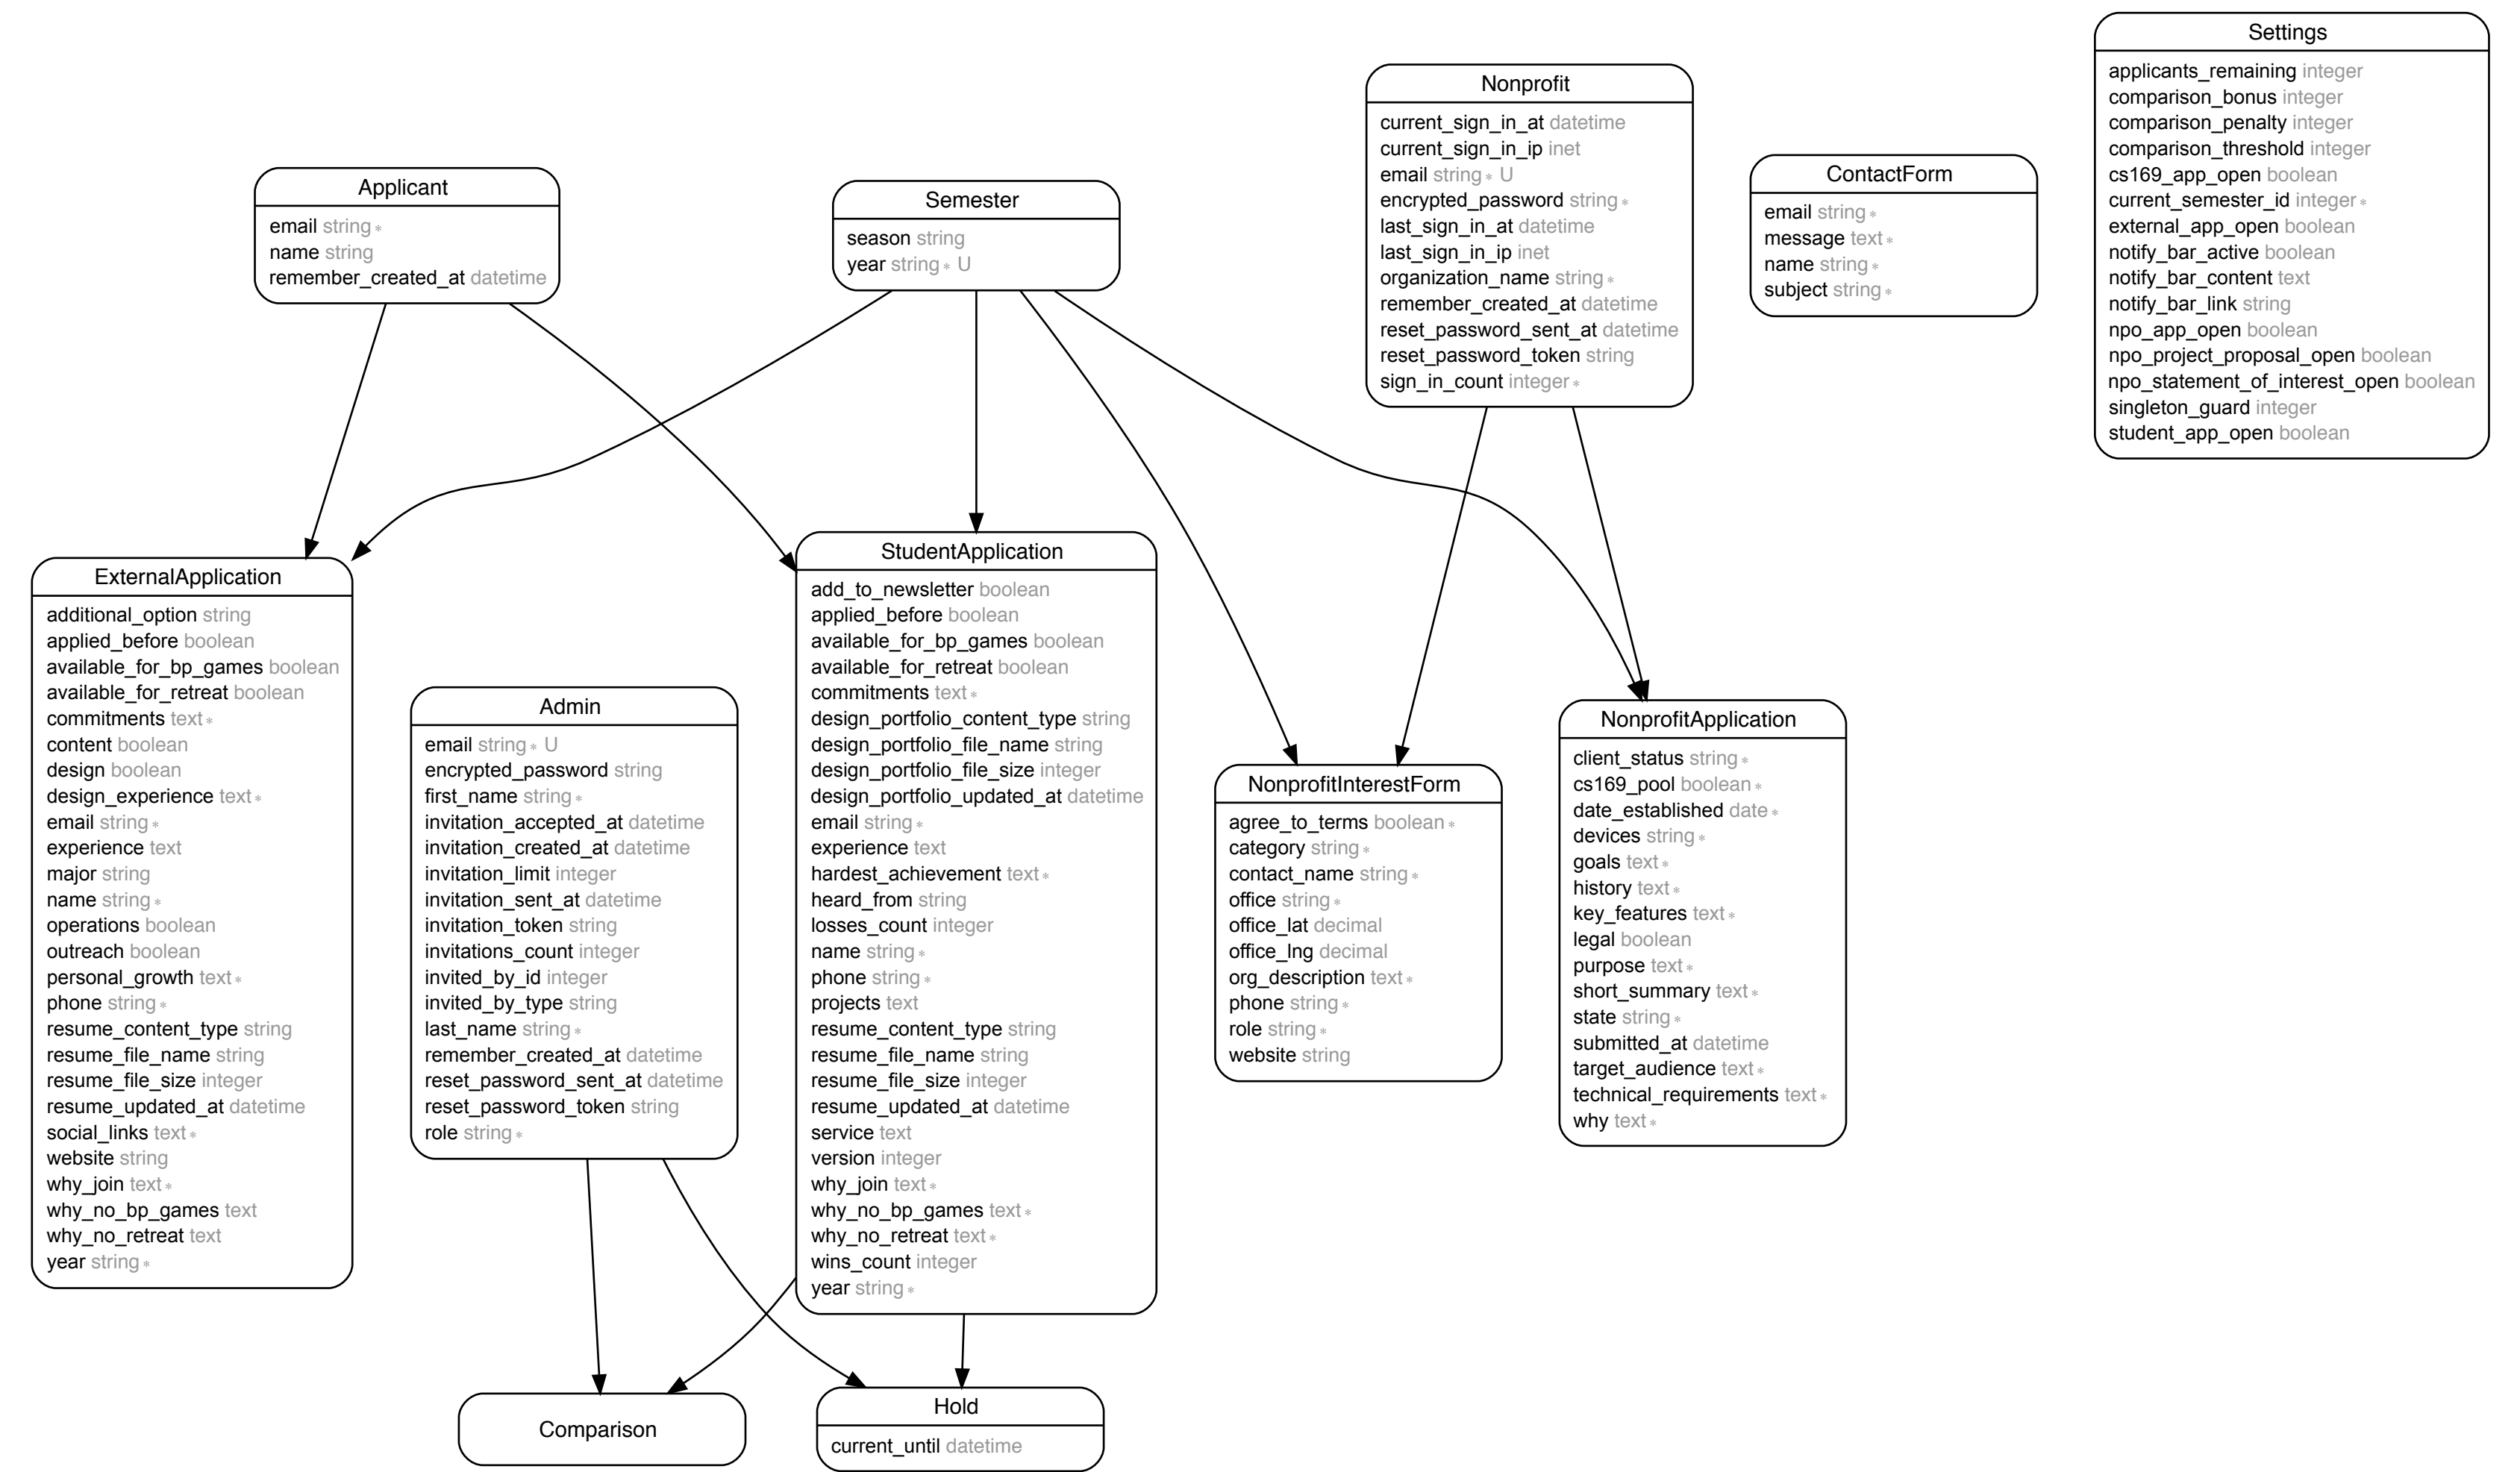 Applicant
email string *
name string
remember_created_at datetime
Semester
season string
year string * U
Nonprofit
current_sign_in_at datetime
current_sign_in_ip inet
email string * U
encrypted_password string *
last_sign_in_at datetime
last_sign_in_ip inet
organization_name string *
remember_created_at datetime
reset_password_sent_at datetime
reset_password_token string
sign_in_count integer *
ContactForm
email string *
message text *
name string *
subject string *
Settings
applicants_remaining integer
comparison_bonus integer
comparison_penalty integer
comparison_threshold integer
cs169_app_open boolean
current_semester_id integer *
external_app_open boolean
notify_bar_active boolean
notify_bar_content text
notify_bar_link string
npo_app_open boolean
npo_project_proposal_open boolean
npo_statement_of_interest_open boolean
singleton_guard integer
student_app_open boolean
ExternalApplication
additional_option string
applied_before boolean
available_for_bp_games boolean
available_for_retreat boolean
commitments text *
content boolean
design boolean
design_experience text *
email string *
experience text
major string
name string *
operations boolean
outreach boolean
personal_growth text *
phone string *
resume_content_type string
resume_file_name string
resume_file_size integer
resume_updated_at datetime
social_links text *
website string
why_join text *
why_no_bp_games text
why_no_retreat text
year string *
Admin
email string * U
encrypted_password string
first_name string *
invitation_accepted_at datetime
invitation_created_at datetime
invitation_limit integer
invitation_sent_at datetime
invitation_token string
invitations_count integer
invited_by_id integer
invited_by_type string
last_name string *
remember_created_at datetime
reset_password_sent_at datetime
reset_password_token string
role string *
StudentApplication
add_to_newsletter boolean
applied_before boolean
available_for_bp_games boolean
available_for_retreat boolean
commitments text *
design_portfolio_content_type string
design_portfolio_file_name string
design_portfolio_file_size integer
design_portfolio_updated_at datetime
email string *
experience text
hardest_achievement text *
heard_from string
losses_count integer
name string *
phone string *
projects text
resume_content_type string
resume_file_name string
resume_file_size integer
resume_updated_at datetime
service text
version integer
why_join text *
why_no_bp_games text *
why_no_retreat text *
wins_count integer
year string *
NonprofitInterestForm
agree_to_terms boolean *
category string *
contact_name string *
office string *
office_lat decimal
office_lng decimal
org_description text *
phone string *
role string *
website string
NonprofitApplication
client_status string *
cs169_pool boolean *
date_established date *
devices string *
goals text *
history text *
key_features text *
legal boolean
purpose text *
short_summary text *
state string *
submitted_at datetime
target_audience text *
technical_requirements text *
why text *
Comparison
Hold
current_until datetime